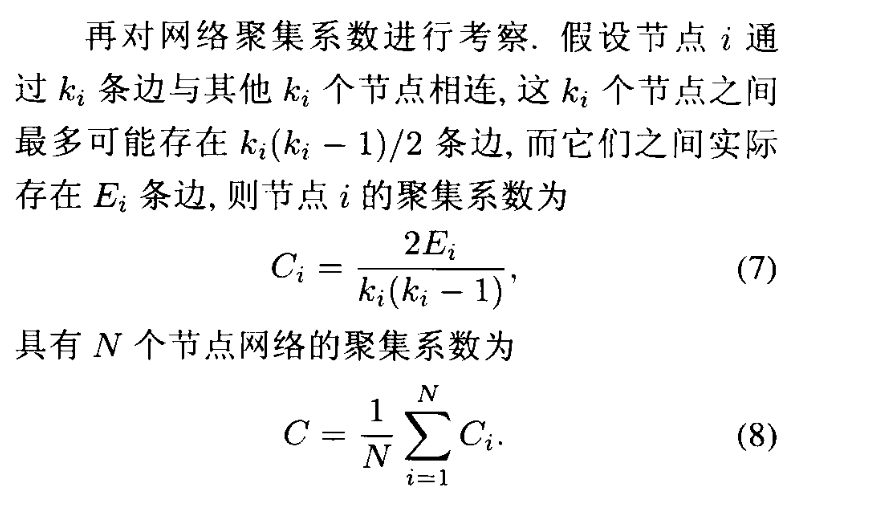 再对网络聚集系数进行考察. 假设节点 i 通
过 k_i 条边与其他 k_i 个节点相连, 这 k_i 个节点之间
最多可能存在 k_i(k_i − 1)/2 条边, 而它们之间实际
存在 E_i 条边, 则节点 i 的聚集系数为
C_i = \frac{2E_i}{k_i(k_i − 1)}, (7)
具有 N 个节点网络的聚集系数为
C = \frac{1}{N} \sum_{i=1}^{N} C_i. (8)